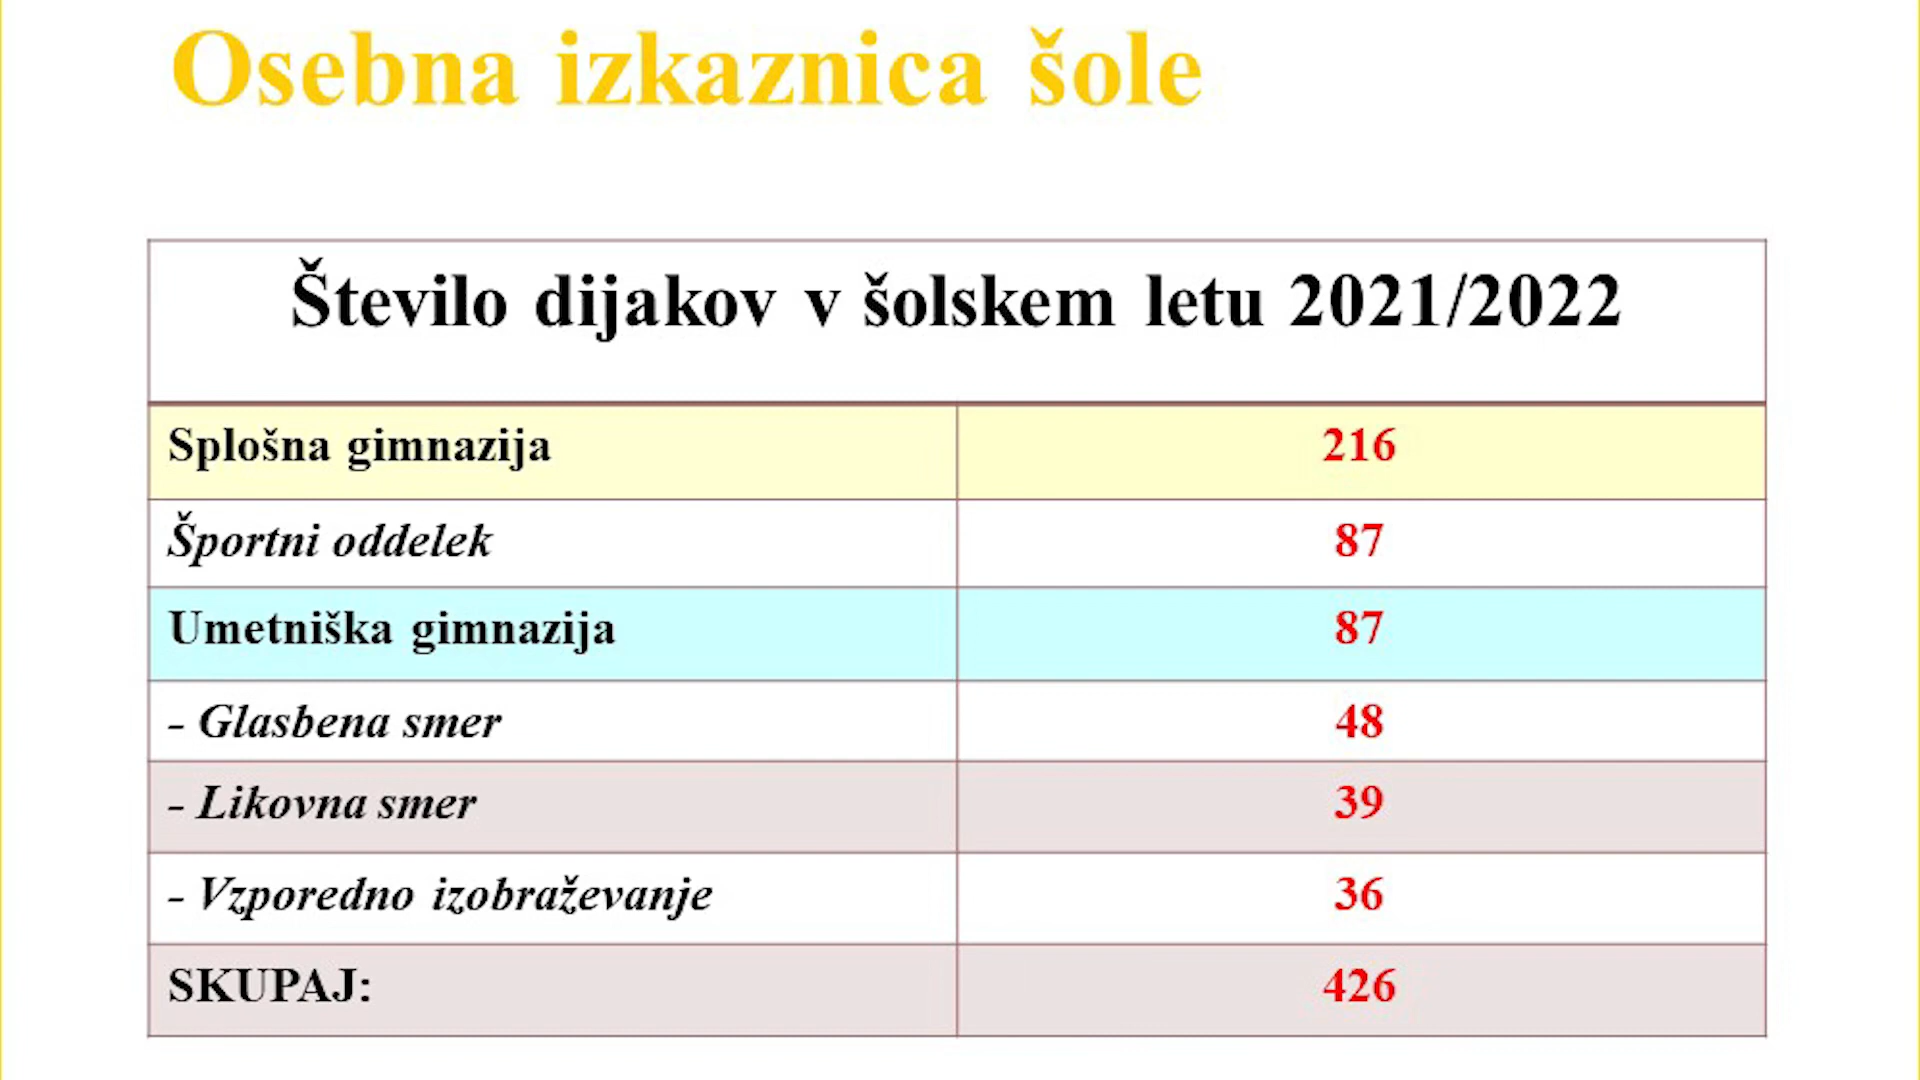 Osebna izkaznica šole
Število dijakov v šolskem letu 2021/2022
Splošna gimnazija 216
Športni oddelek 87
Umetniška gimnazija 87
- Glasbena smer 48
- Likovna smer 39
- Vzporedno izobraževanje 36
SKUPAJ: 426